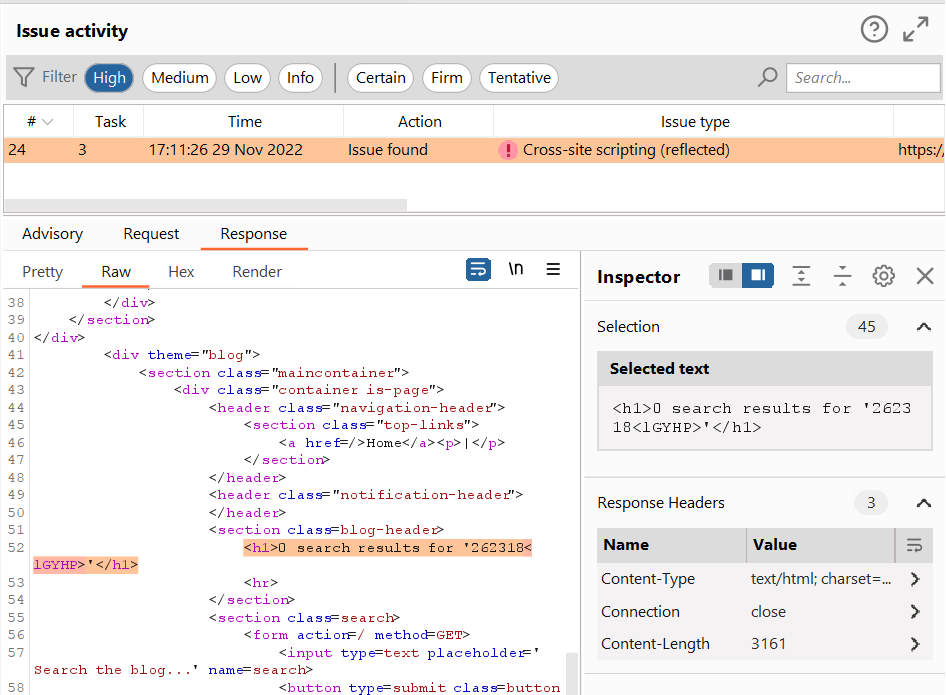 Issue activity
Filter High Medium Low Info Certain Firm Tentative Search...
# Task Time Action Issue type
24 3 17:11:26 29 Nov 2022 Issue found ! Cross-site scripting (reflected) https:/
Advisory Request Response
Pretty Raw Hex Render \n
38 </div>
39 </section>
40 </div>
41 <div theme="blog">
42 <section class="maincontainer">
43 <div class="container is-page">
44 <header class="navigation-header">
45 <section class="top-links">
46 <a href=/>Home</a><p>|</p>
47 </section>
48 </header>
49 <header class="notification-header">
50 </header>
51 <section class=blog-header>
52 <h1>0 search results for '262318<
lGYHP>'</h1>
53 <hr>
54 </section>
55 <section class=search>
56 <form action=/ method=GET>
57 <input type=text placeholder='
Search the blog...' name=search>
58 <button type=submit class=button
Inspector
Selection 45
Selected text
<h1>0 search results for '2623
18<lGYHP>'</h1>
Response Headers 3
Name Value
Content-Type text/html; charset=...
Connection close
Content-Length 3161